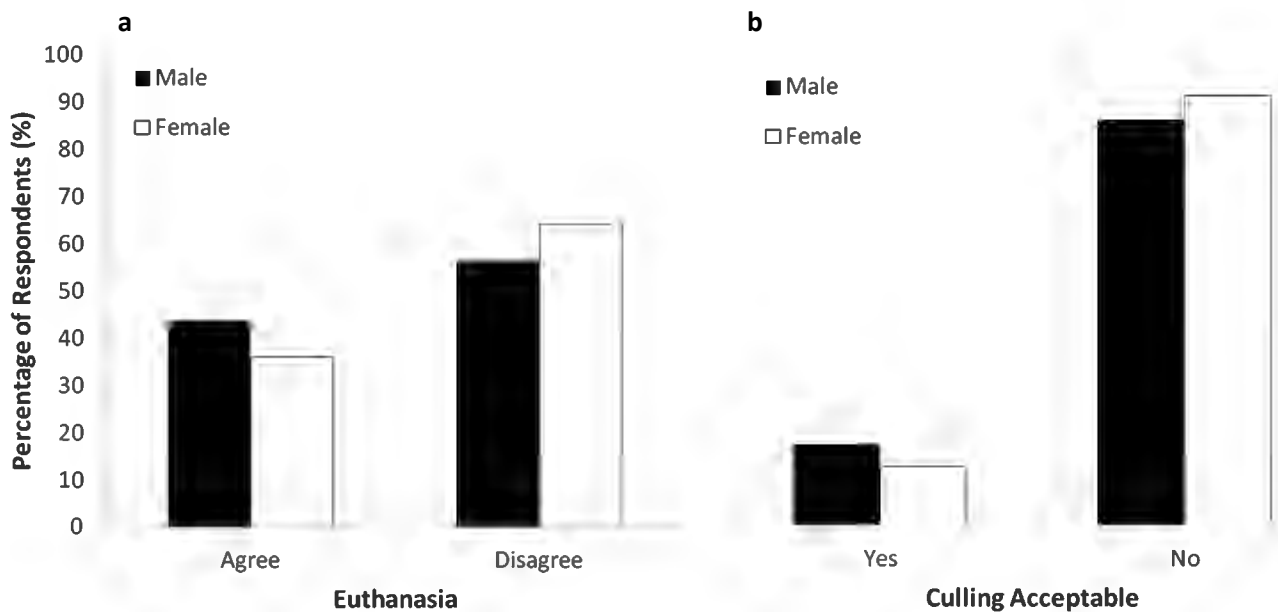 a
Percentage of Respondents (%)
100
90
80
70
60
50
40
30
20
10
0
Male
Female
Agree
Disagree
Euthanasia
b
Male
Female
Yes
No
Culling Acceptable